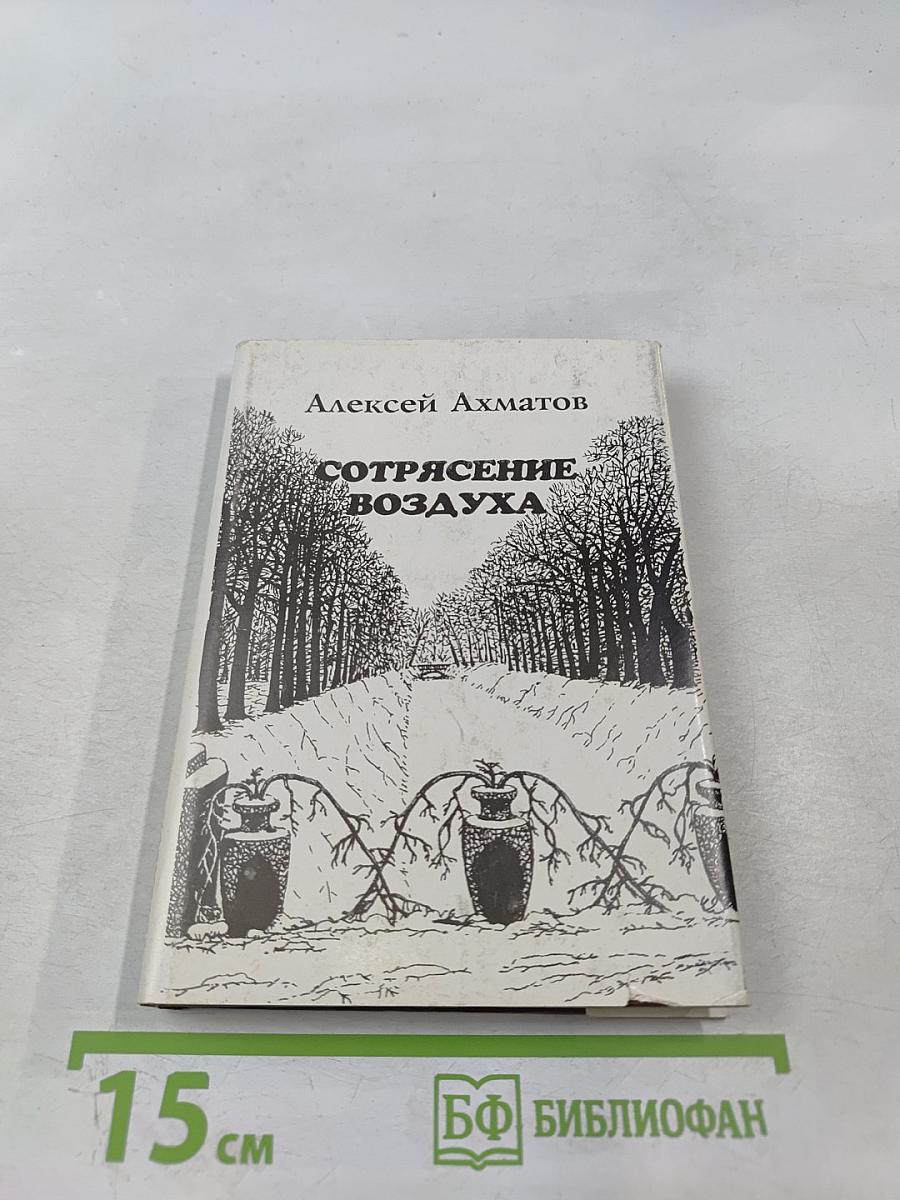 Алексей Ахматов
СОТРЯСЕНИЕ
ВОЗДУХА
15 см
БФ БИБЛИОФАН